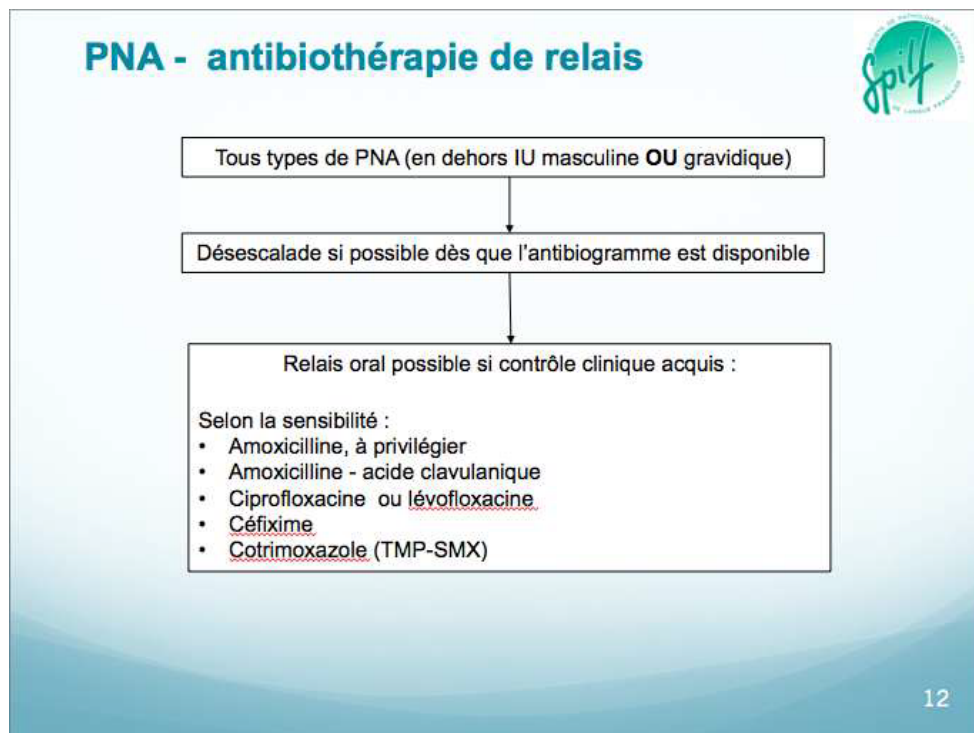 PNA - antibiothérapie de relais
Spilf
Tous types de PNA (en dehors IU masculine OU gravidique)
Désescalade si possible dès que l'antibiogramme est disponible
Relais oral possible si contrôle clinique acquis :
Selon la sensibilité :
• Amoxicilline, à privilégier
• Amoxicilline - acide clavulanique
• Ciprofloxacine ou lévofloxacine
• Céfixime
• Cotrimoxazole (TMP-SMX)
12